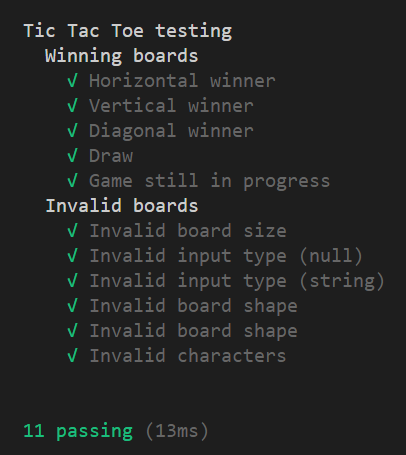 Tic Tac Toe testing
Winning boards
√ Horizontal winner
√ Vertical winner
√ Diagonal winner
√ Draw
√ Game still in progress
Invalid boards
√ Invalid board size
√ Invalid input type (null)
√ Invalid input type (string)
√ Invalid board shape
√ Invalid board shape
√ Invalid characters
11 passing (13ms)